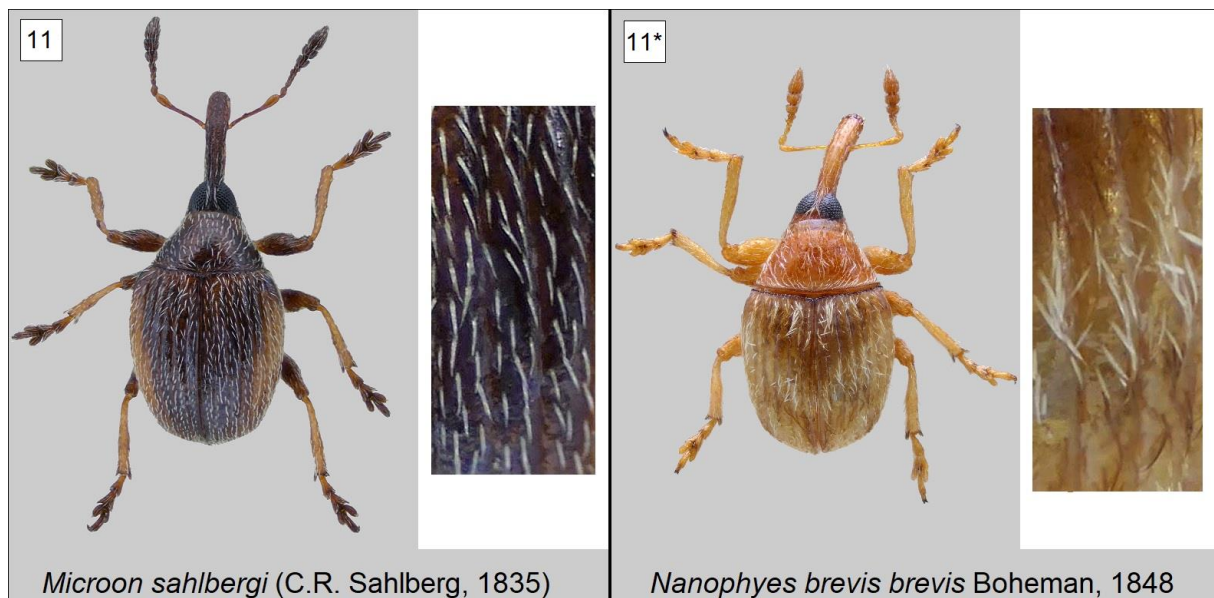 11
11*
Microon sahlbergi (C.R. Sahlberg, 1835)
Nanophyes brevis brevis Boheman, 1848